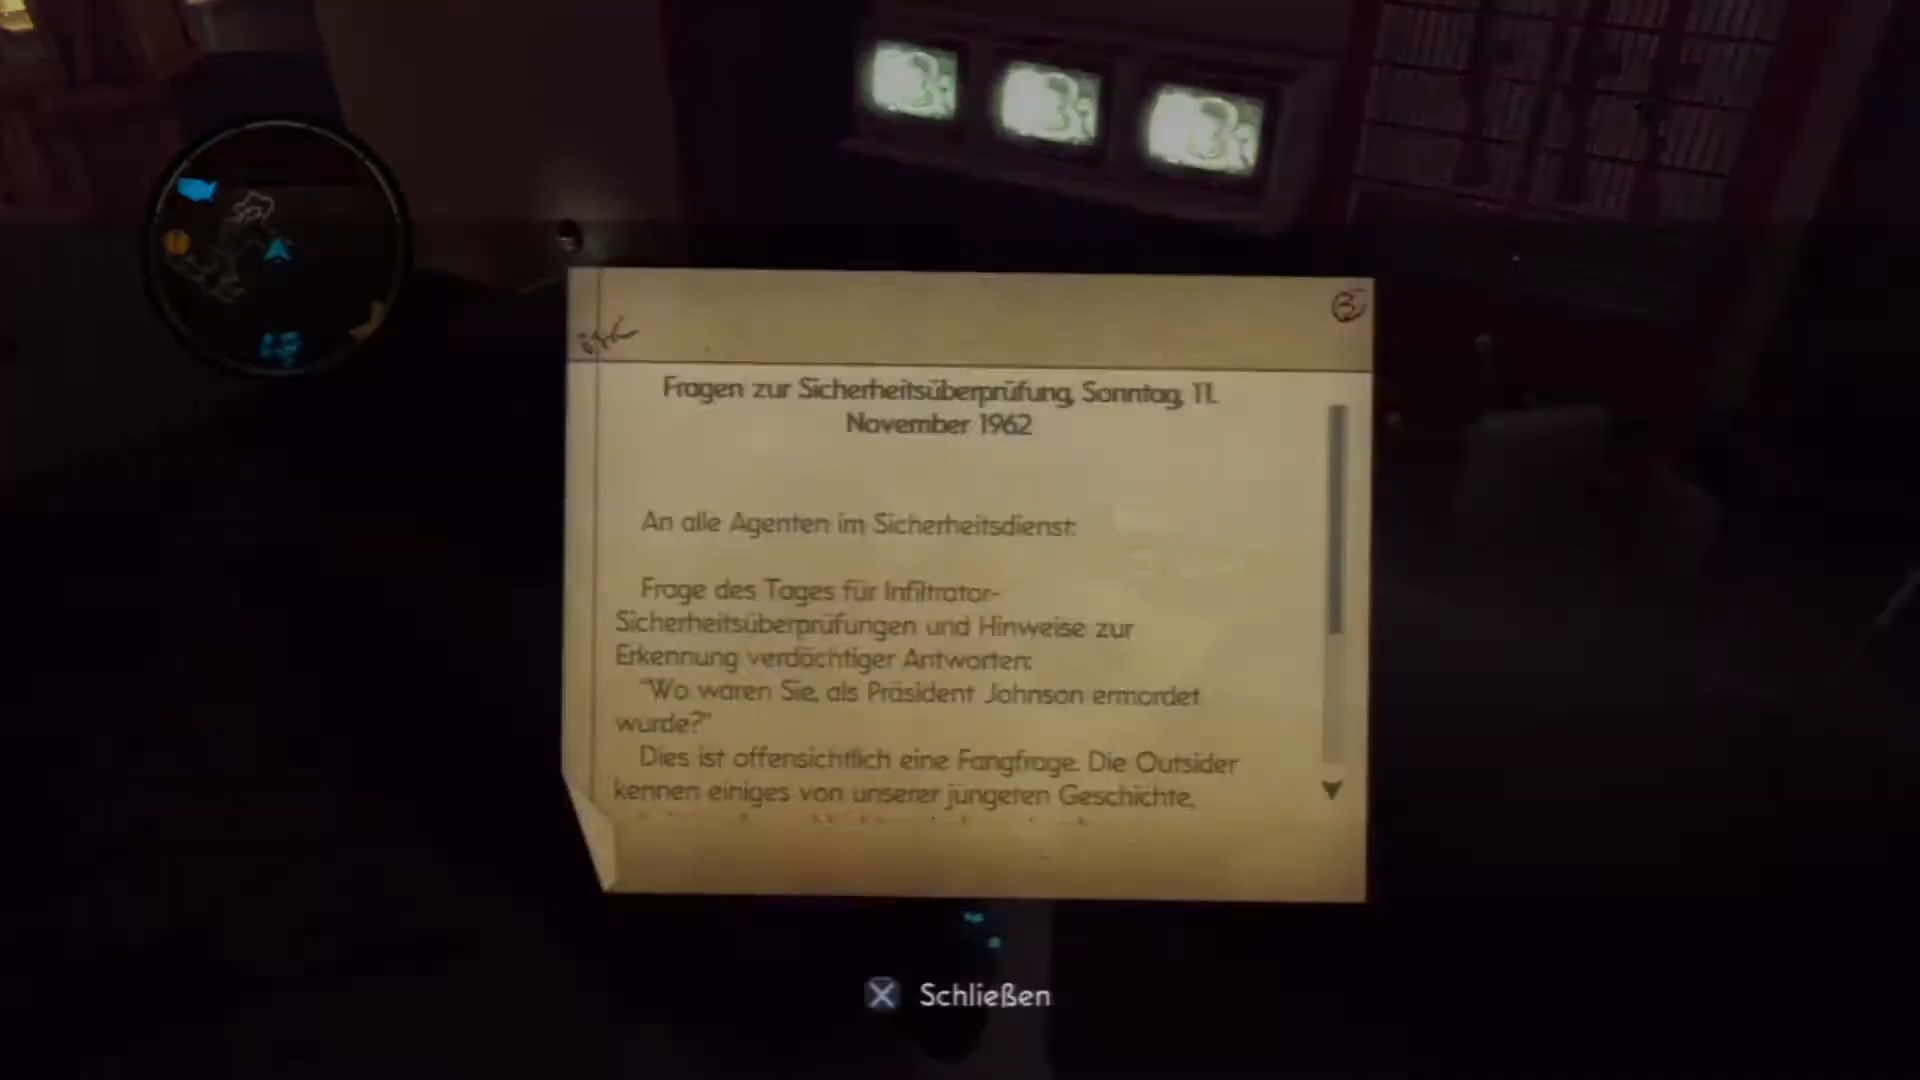 Fragen zur Sicherheitsüberprüfung, Sonntag, 11.
November 1962
An alle Agenten im Sicherheitsdienst:
Frage des Tages für Infiltrator-
Sicherheitsüberprüfungen und Hinweise zur
Erkennung verdächtiger Antworten:
"Wo waren Sie, als Präsident Johnson ermordet
wurde?"
Dies ist offensichtlich eine Fangfrage. Die Outsider
kennen einiges von unserer jüngeren Geschichte,
Schließen